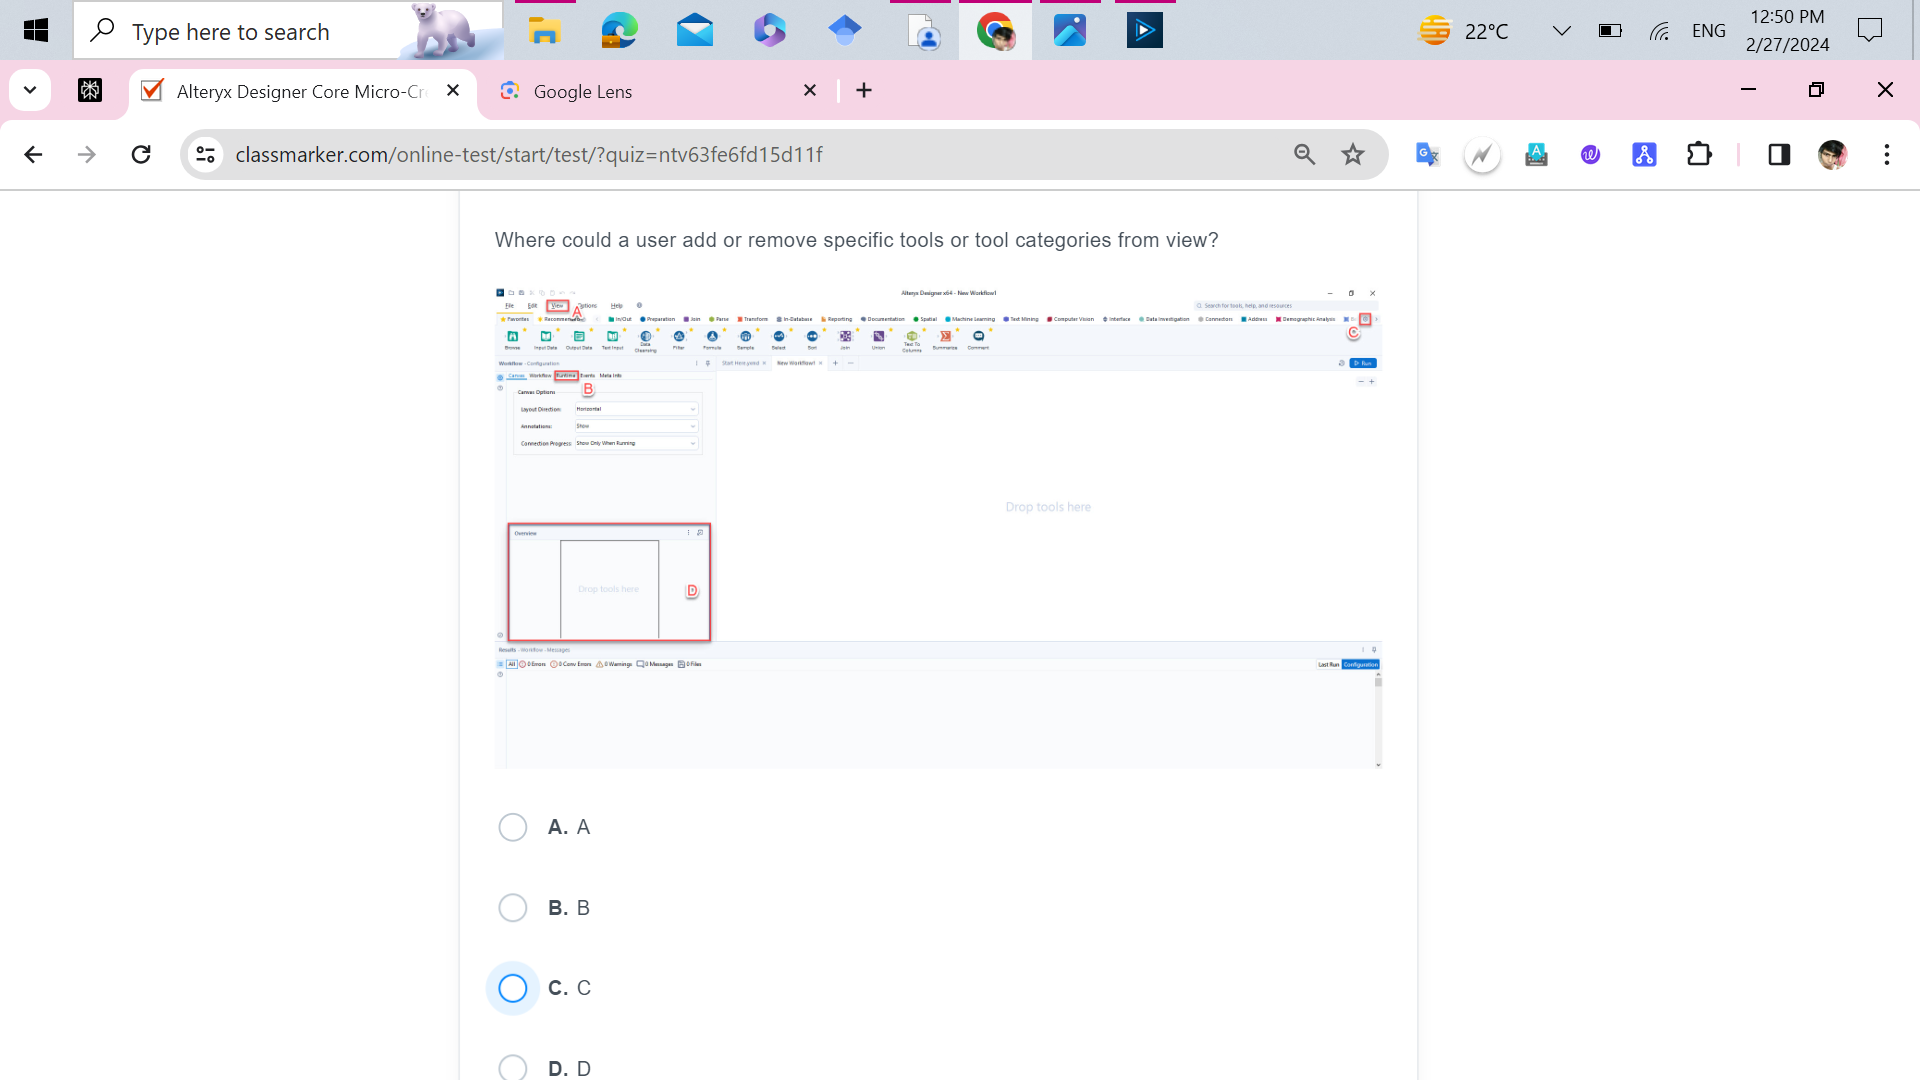 Type here to search
22°C
ENG
12:50 PM
2/27/2024
Alteryx Designer Core Micro-Cr
Google Lens
classmarker.com/online-test/start/test/?quiz=ntv63fe6fd15d11f
Where could a user add or remove specific tools or tool categories from view?
Alteryx Designer x64 - New Workflow1
File Edit View Options Help
A
Search for tools, help, and resources
Favorites Recommended In/Out Preparation Join Parse Transform In-Database Reporting Documentation Spatial Machine Learning Text Mining Computer Vision Interface Data Investigation Connectors Address Demographic Analysis
C
Browse Input Data Output Data Text Input Data Cleansing Filter Formula Sample Select Sort Join Union Text To Columns Summarize Comment
Workflow - Configuration
Start Here.yxmd New Workflow1
Run
Canvas Workflow Runtime Events Meta Info
B
Canvas Options
Layout Direction: Horizontal
Annotations: Show
Connection Progress: Show Only When Running
Drop tools here
Overview
Drop tools here
D
Results - Workflow - Messages
All 0 Errors 0 Conv Errors 0 Warnings 0 Messages 0 Files
Last Run Configuration
A. A
B. B
C. C
D. D